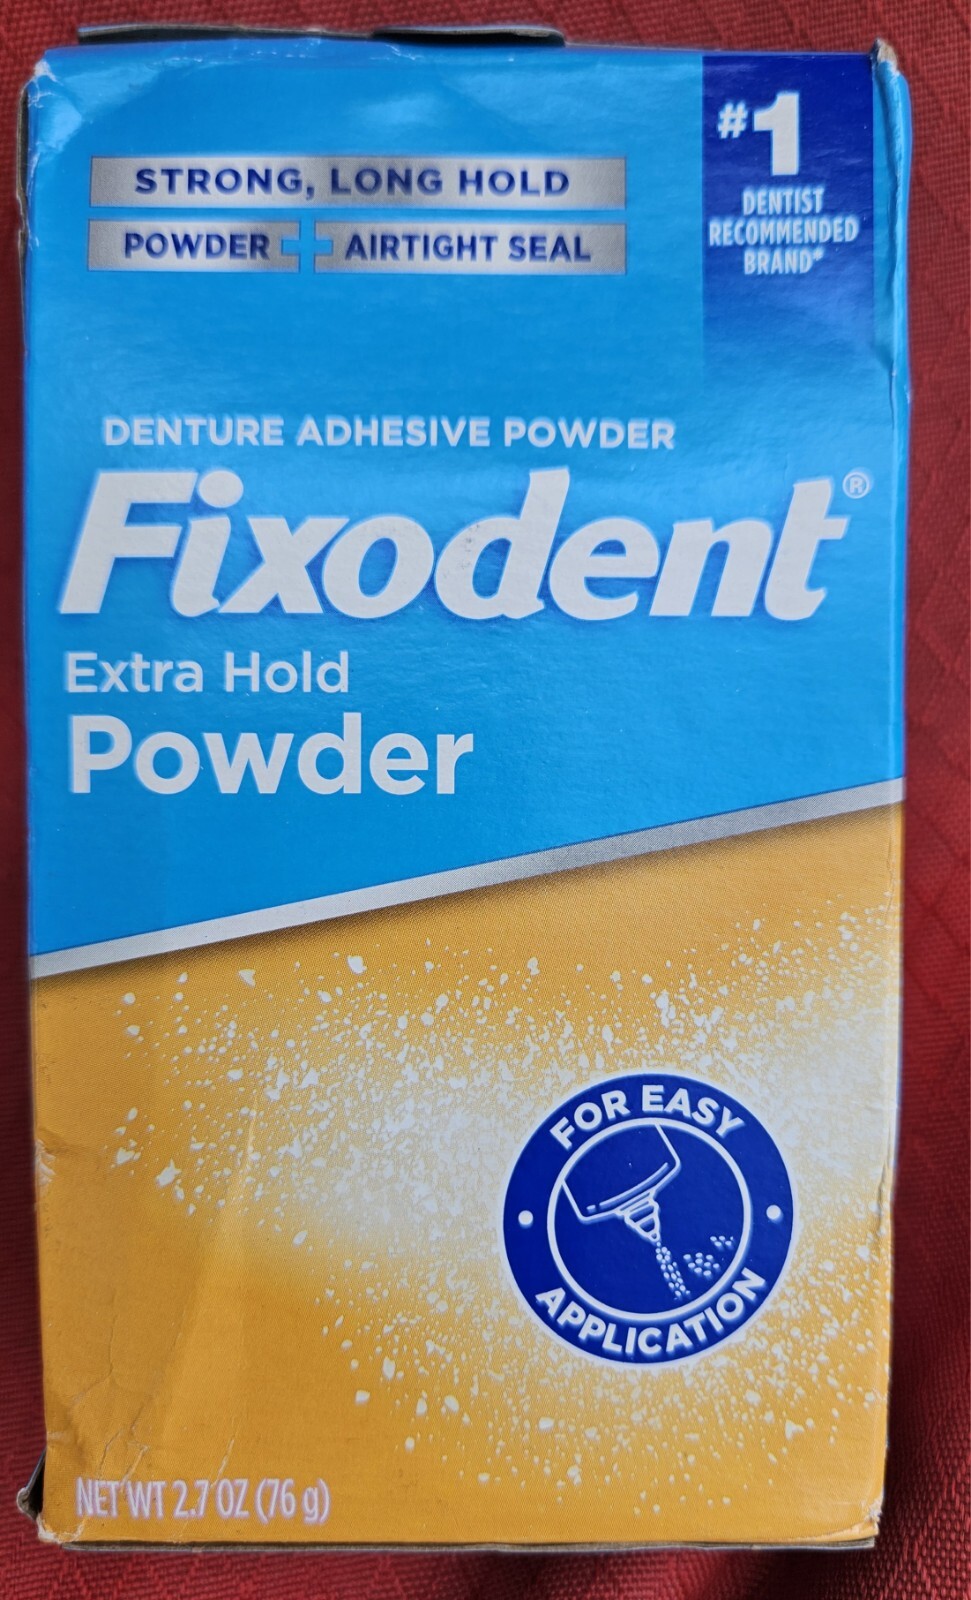 STRONG, LONG HOLD
POWDER + AIRTIGHT SEAL
#1
DENTIST
RECOMMENDED
BRAND*
DENTURE ADHESIVE POWDER
Fixodent®
Extra Hold
Powder
FOR EASY
APPLICATION
NET WT 2.7 OZ (76 g)